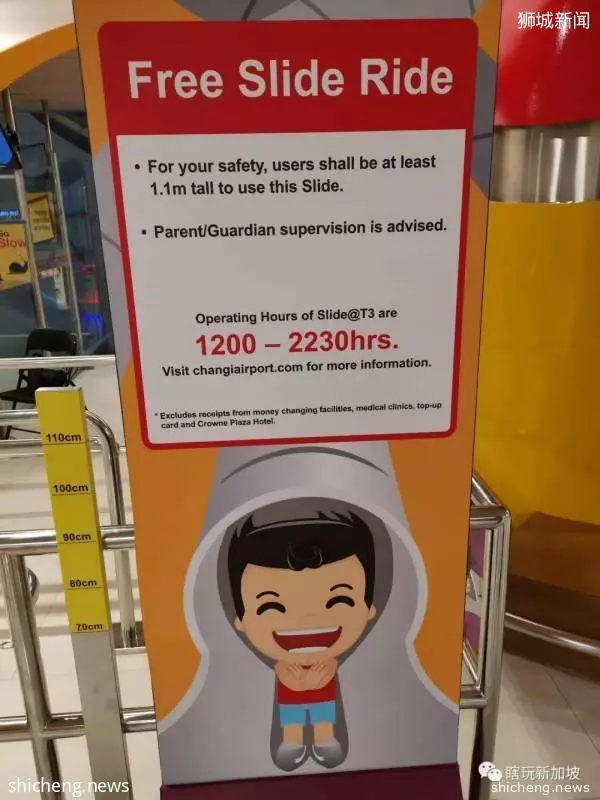 狮城新闻
Free Slide Ride
• For your safety, users shall be at least
1.1m tall to use this Slide.
• Parent/Guardian supervision is advised.
Operating Hours of Slide@T3 are
1200 – 2230hrs.
Visit changiairport.com for more information.
* Excludes receipts from money changing facilities, medical clinics, top-up
card and Crowne Plaza Hotel.
Slow
110cm
100cm
90cm
80cm
70cm
瞎玩新加坡
shicheng.news
shicheng.news